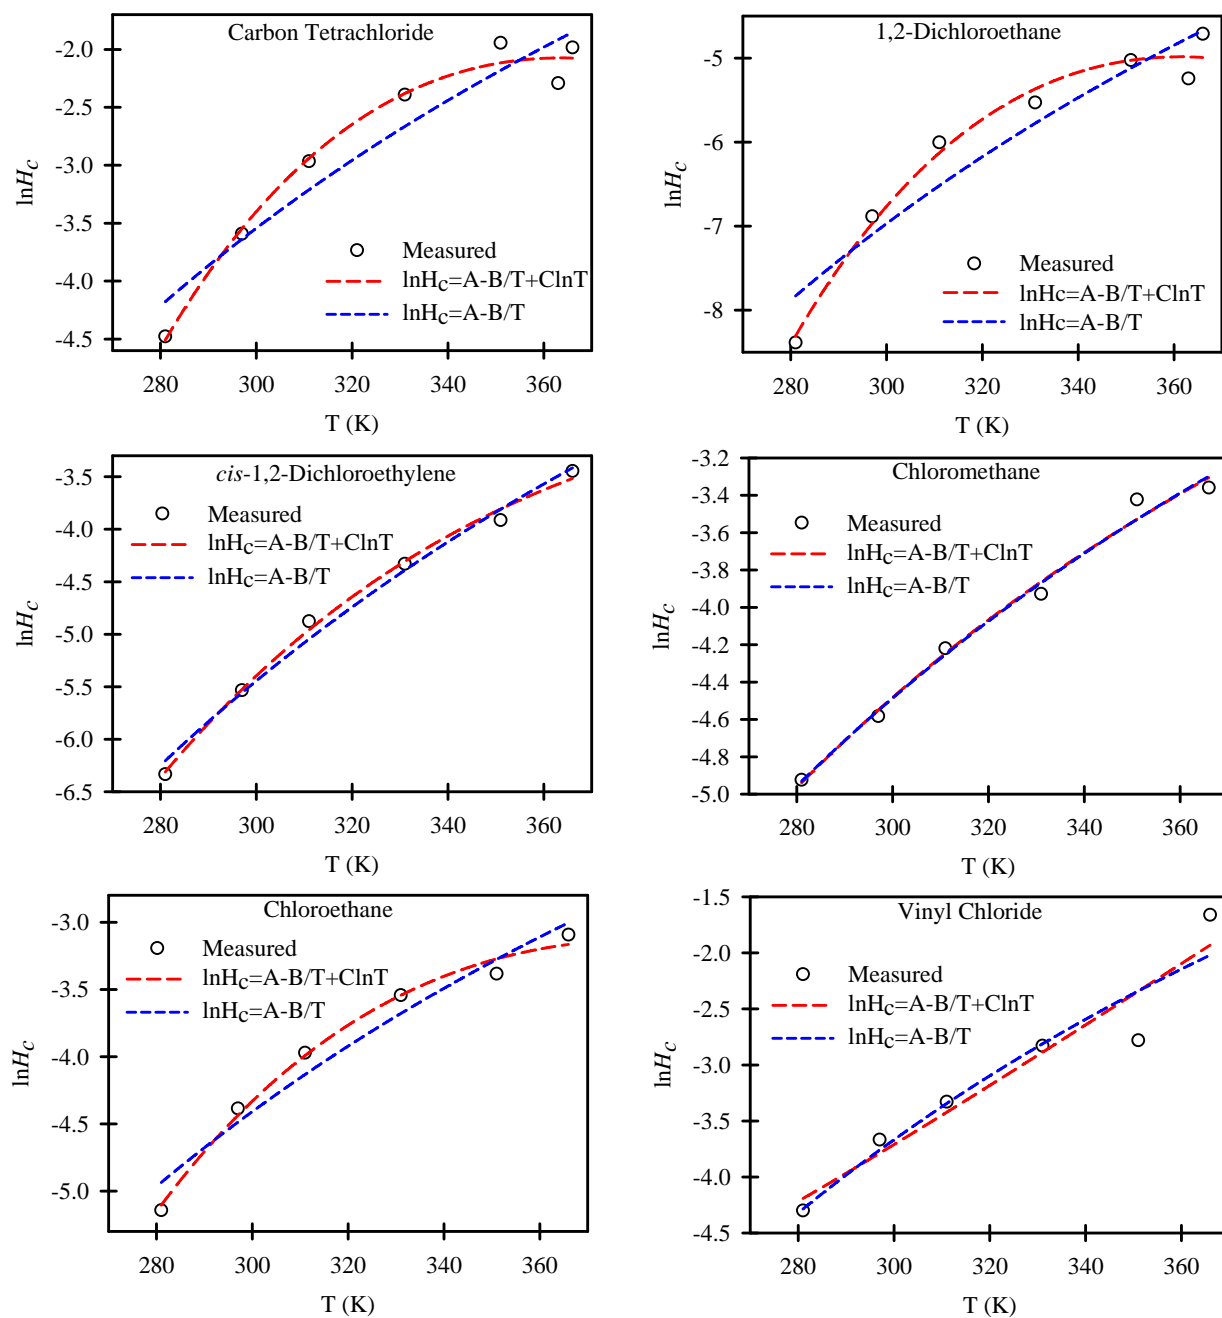 Carbon Tetrachloride
-2.0
-2.5
-3.0
-3.5
-4.0
-4.5
lnHc
Measured
lnHc=A-B/T+ClnT
lnHc=A-B/T
280 300 320 340 360
T (K)
1,2-Dichloroethane
-5
-6
-7
-8
lnHc
Measured
lnHc=A-B/T+ClnT
lnHc=A-B/T
280 300 320 340 360
T (K)
cis-1,2-Dichloroethylene
-3.5
-4.0
-4.5
-5.0
-5.5
-6.0
-6.5
lnHc
Measured
lnHc=A-B/T+ClnT
lnHc=A-B/T
280 300 320 340 360
T (K)
Chloromethane
-3.2
-3.4
-3.6
-3.8
-4.0
-4.2
-4.4
-4.6
-4.8
-5.0
lnHc
Measured
lnHc=A-B/T+ClnT
lnHc=A-B/T
280 300 320 340 360
T (K)
Chloroethane
-3.0
-3.5
-4.0
-4.5
-5.0
lnHc
Measured
lnHc=A-B/T+ClnT
lnHc=A-B/T
280 300 320 340 360
T (K)
Vinyl Chloride
-1.5
-2.0
-2.5
-3.0
-3.5
-4.0
-4.5
lnHc
Measured
lnHc=A-B/T+ClnT
lnHc=A-B/T
280 300 320 340 360
T (K)